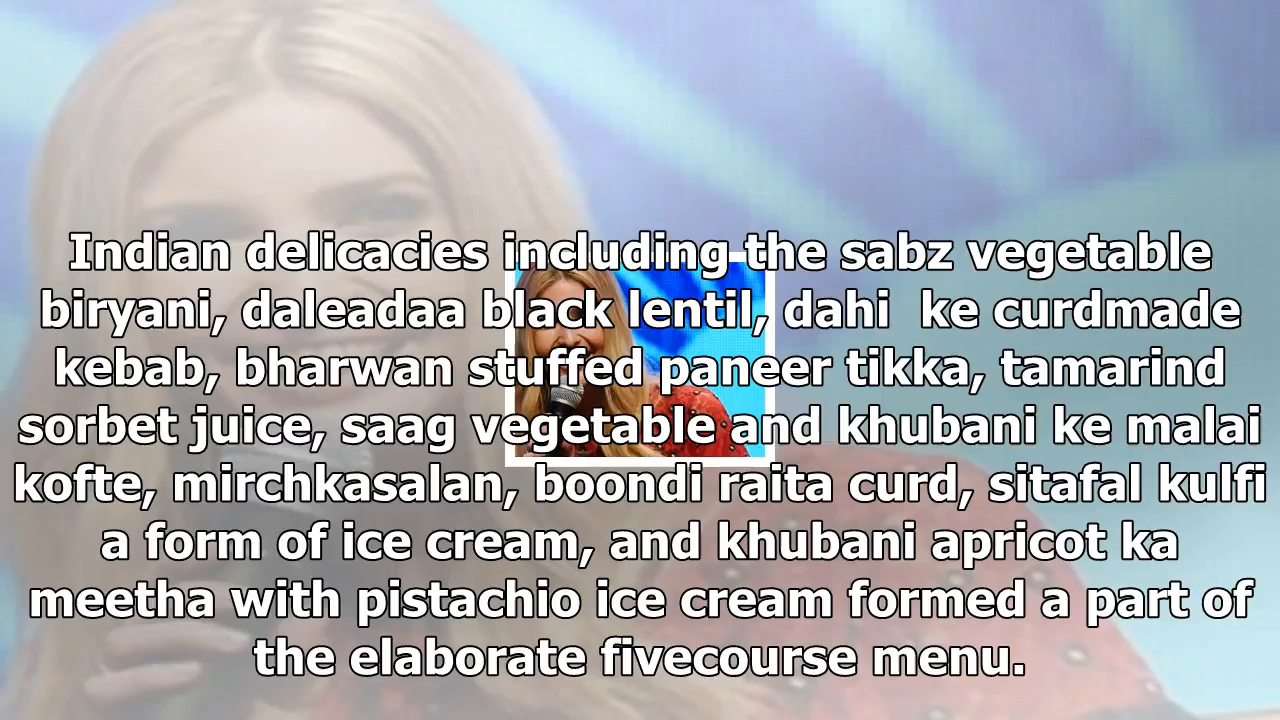 Indian delicacies including the sabz vegetable
biryani, daleadaa black lentil, dahi  ke curdmade
kebab, bharwan stuffed paneer tikka, tamarind
sorbet juice, saag vegetable and khubani ke malai
kofte, mirchkasalan, boondi raita curd, sitafal kulfi
a form of ice cream, and khubani apricot ka
meetha with pistachio ice cream formed a part of
the elaborate fivecourse menu.